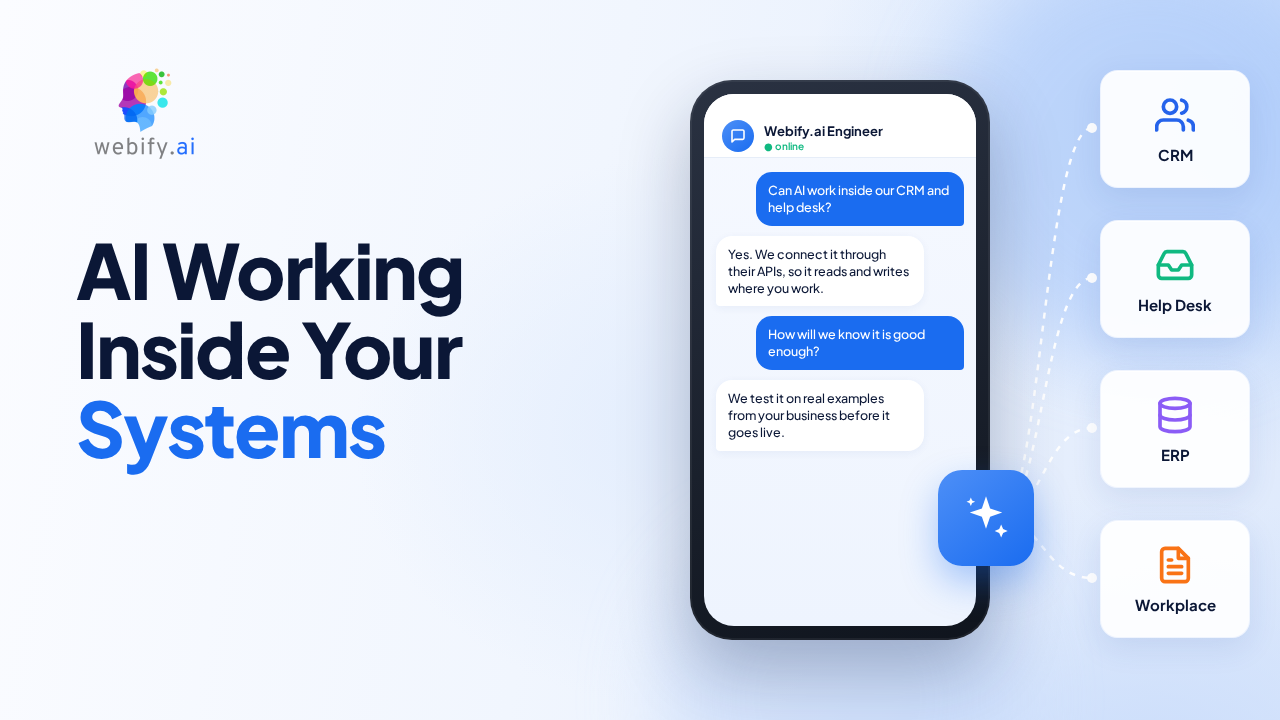 webify.ai
AI Working
Inside Your
Systems
Webify.ai Engineer
online
Can AI work inside our CRM and
help desk?
Yes. We connect it through
their APIs, so it reads and writes
where you work.
How will we know it is good
enough?
We test it on real examples
from your business before it
goes live.
CRM
Help Desk
ERP
Workplace